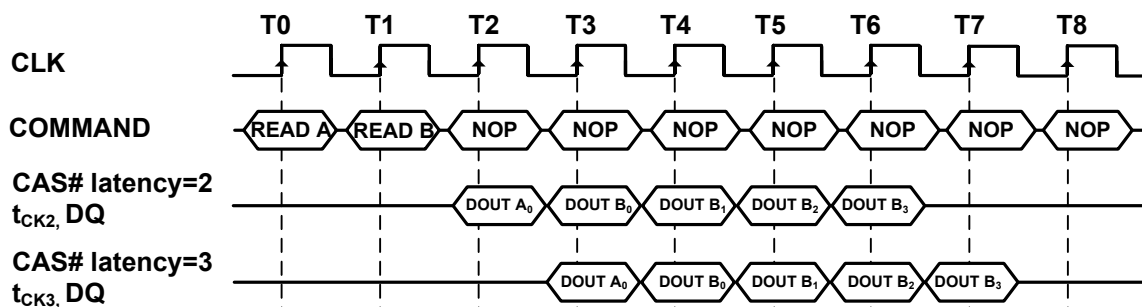 T0 T1 T2 T3 T4 T5 T6 T7 T8
CLK
COMMAND READ A READ B NOP NOP NOP NOP NOP NOP NOP
CAS# latency=2
tCK2, DQ DOUT A0 DOUT B0 DOUT B1 DOUT B2 DOUT B3
CAS# latency=3
tCK3, DQ DOUT A0 DOUT B0 DOUT B1 DOUT B2 DOUT B3